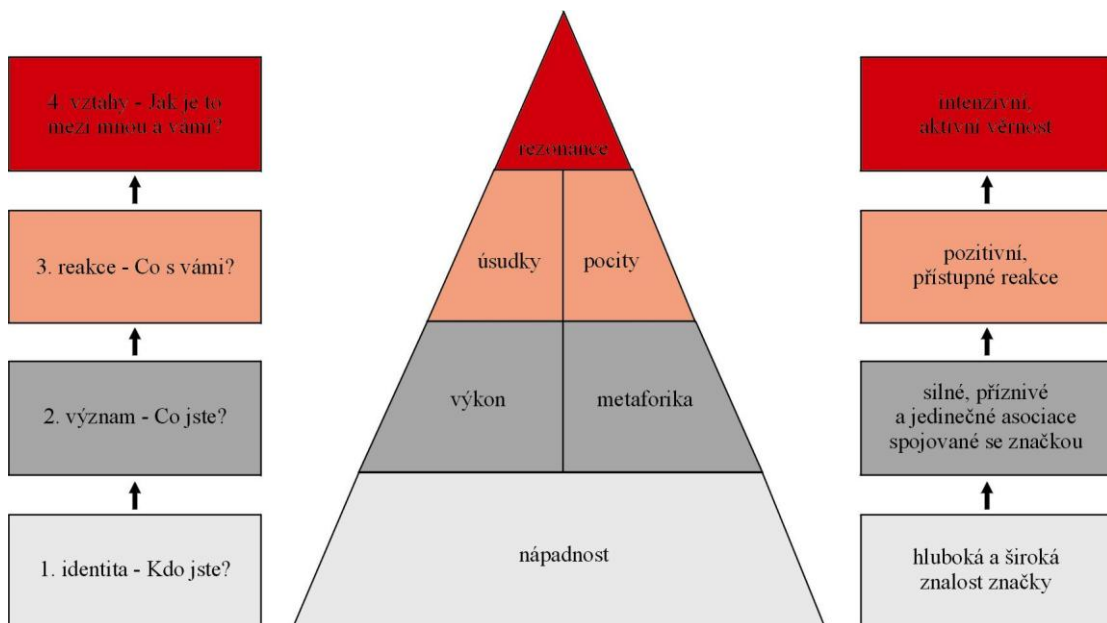 4. vztahy - Jak je to
mezi mnou a vámi?
3. reakce - Co s vámi?
2. význam - Co jste?
1. identita - Kdo jste?
rezonance
úsudky
pocity
výkon
metaforika
nápadnost
intenzivní,
aktivní věrnost
pozitivní,
přístupné reakce
silné, příznivé
a jedinečné asociace
spojované se značkou
hluboká a široká
znalost značky